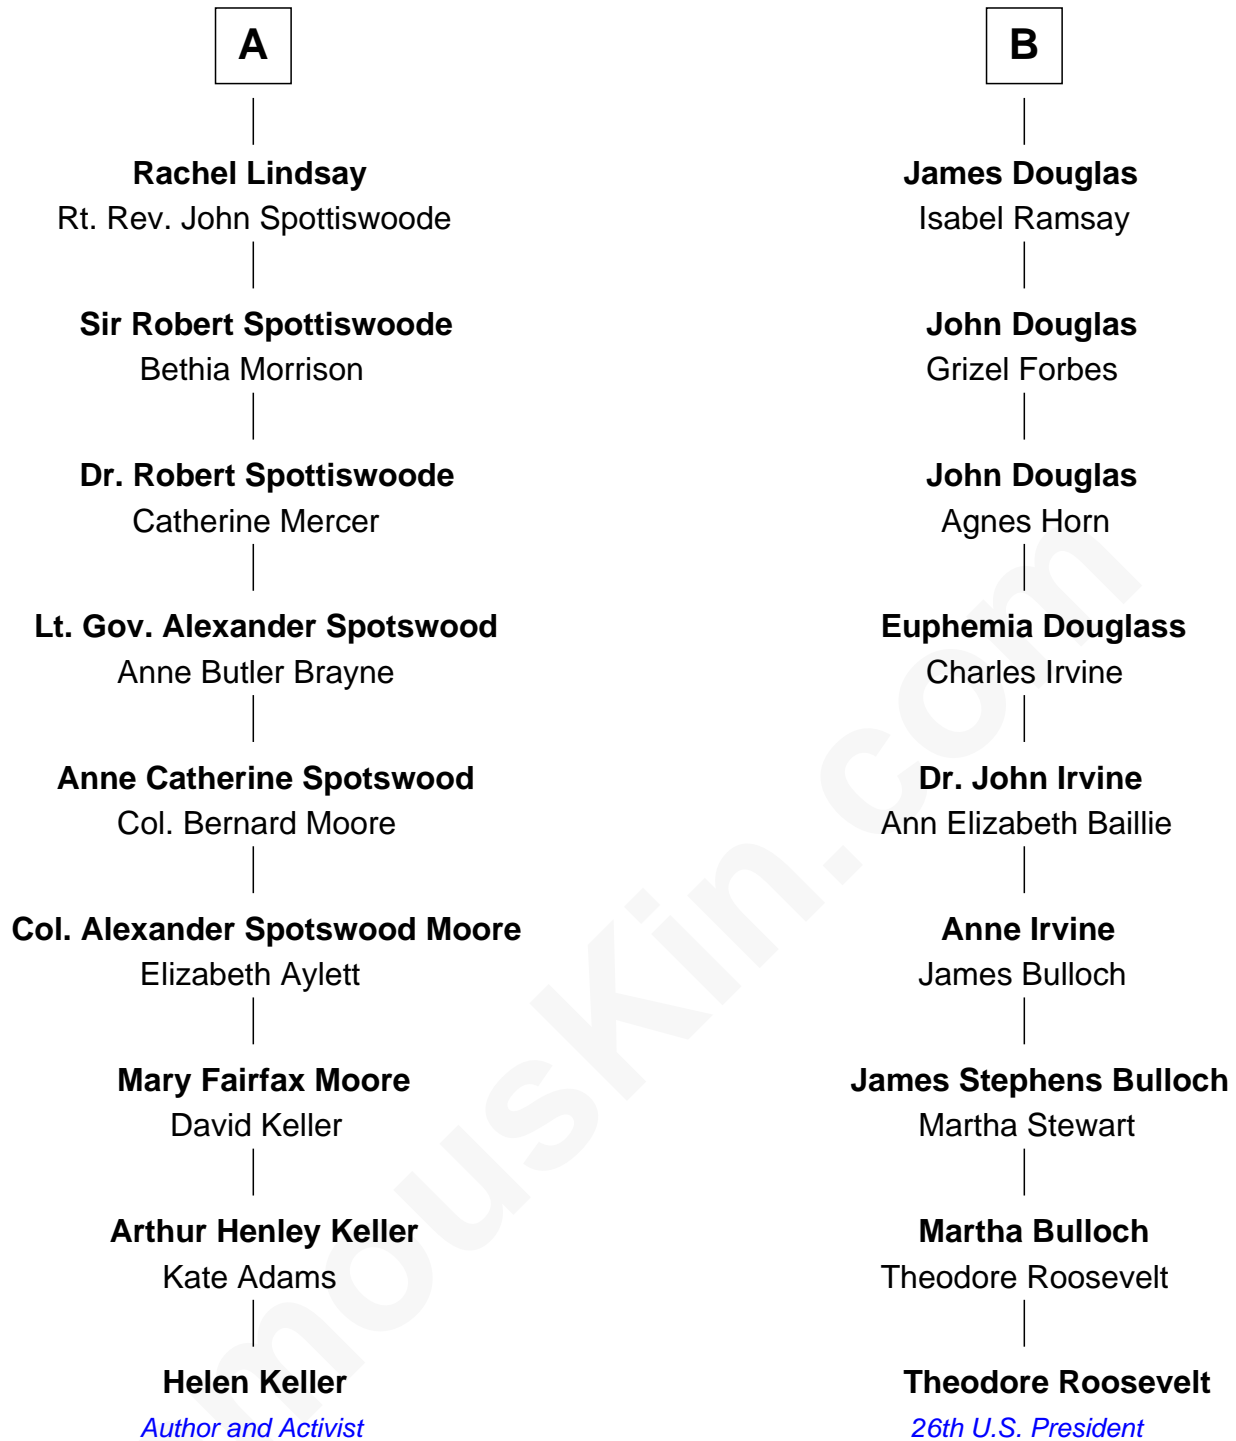 A
Rachel Lindsay
Rt. Rev. John Spottiswoode
Sir Robert Spottiswoode
Bethia Morrison
Dr. Robert Spottiswoode
Catherine Mercer
Lt. Gov. Alexander Spotswood
Anne Butler Brayne
Anne Catherine Spotswood
Col. Bernard Moore
Col. Alexander Spotswood Moore
Elizabeth Aylett
Mary Fairfax Moore
David Keller
Arthur Henley Keller
Kate Adams
Helen Keller
Author and Activist
B
James Douglas
Isabel Ramsay
John Douglas
Grizel Forbes
John Douglas
Agnes Horn
Euphemia Douglass
Charles Irvine
Dr. John Irvine
Ann Elizabeth Baillie
Anne Irvine
James Bulloch
James Stephens Bulloch
Martha Stewart
Martha Bulloch
Theodore Roosevelt
Theodore Roosevelt
26th U.S. President
mousKin.com